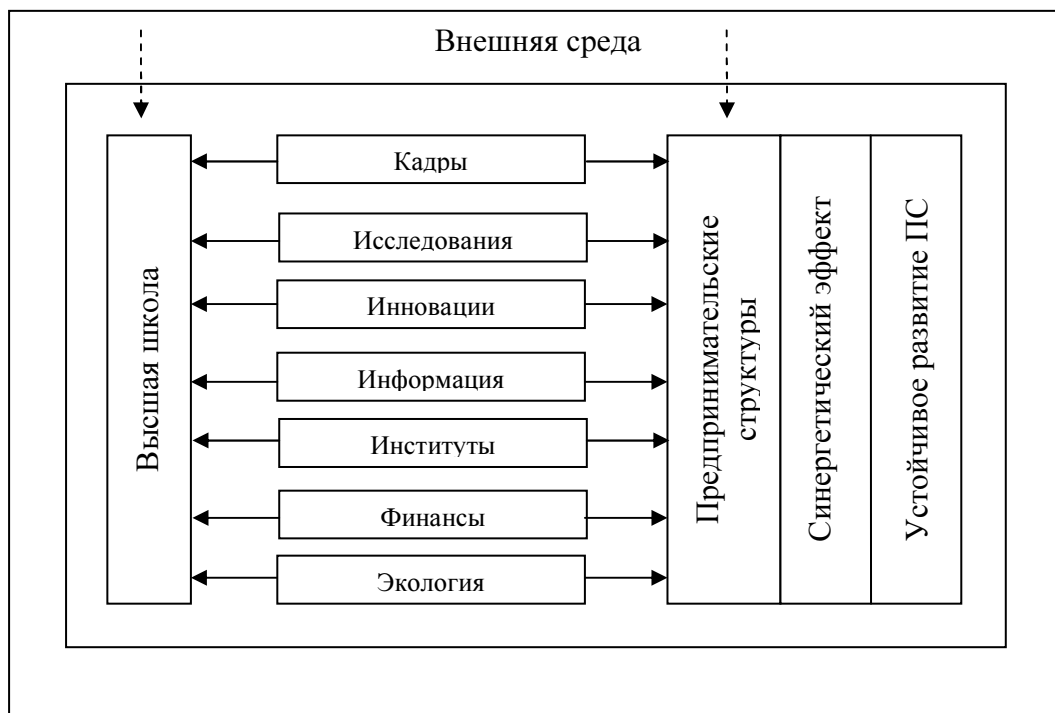 Внешняя среда
Высшая школа
Кадры
Исследования
Инновации
Информация
Институты
Финансы
Экология
Предпринимательские
структуры
Синергетический эффект
Устойчивое развитие ПС